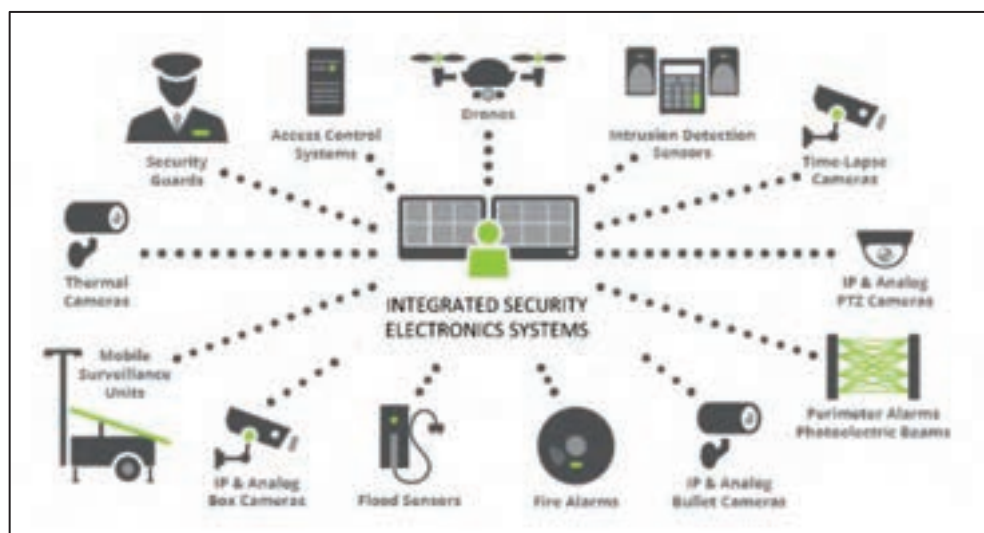 Security
Guards
Access Control
Systems
Drones
Intrusion Detection
Sensors
Time-Lapse
Cameras
Thermal
Cameras
INTEGRATED SECURITY
ELECTRONICS SYSTEMS
IP & Analog
PTZ Cameras
Mobile
Surveillance
Units
IP & Analog
Box Cameras
Flood Sensors
Fire Alarms
IP & Analog
Bullet Cameras
Perimeter Alarms
Photoelectric Beams